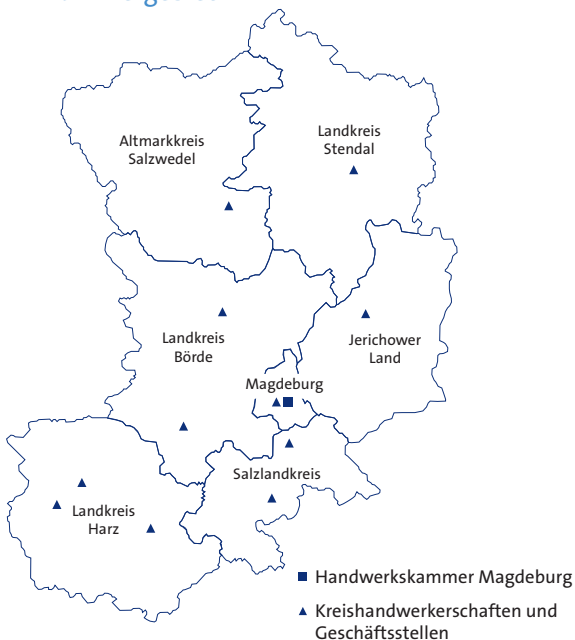 Altmarkkreis
Salzwedel
Landkreis
Stendal
Landkreis
Börde
Jerichower
Land
Magdeburg
Salzlandkreis
Landkreis
Harz
Handwerkskammer Magdeburg
Kreishandwerkerschaften und
Geschäftsstellen